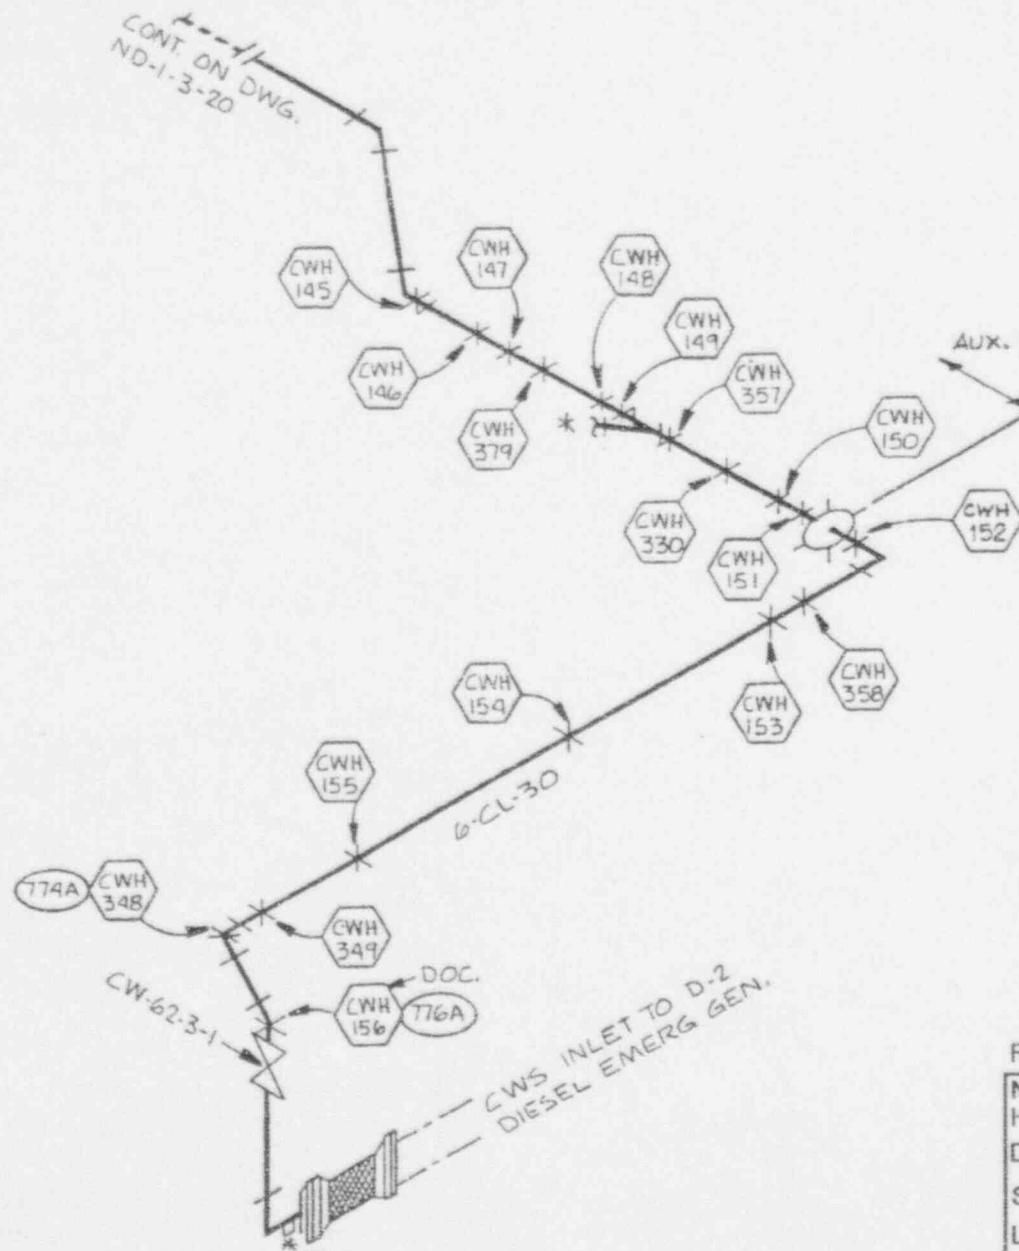 CONT. ON DWG.
ND-1-3-20
CWH
145
CWH
147
CWH
148
CWH
149
CWH
146
CWH
379
*
CWH
357
AUX.
CWH
150
CWH
330
CWH
151
CWH
152
CWH
358
CWH
153
CWH
154
CWH
155
6-CL-30
774A
CWH
348
CWH
349
CW-62-3-1
DOC.
CWH
156
776A
CWS INLET TO D-2
DIESEL EMERG GEN.
*